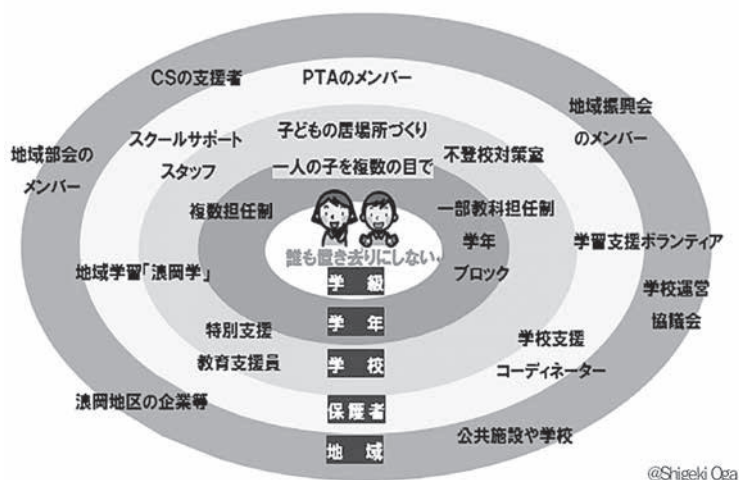 CSの支援者
PTAのメンバー
地域振興会
のメンバー
地域部会の
メンバー
スクールサポート
スタッフ
子どもの居場所づくり
一人の子を複数の目で
不登校対策室
複数担任制
一部教科担任制
学年
ブロック
誰も置き去りにしない
学習支援ボランティア
地域学習「浪岡学」
学校運営
協議会
特別支援
教育支援員
学校支援
コーディネーター
浪岡地区の企業等
公共施設や学校
学級
学年
学校
保護者
地域
@Shigeki Oga